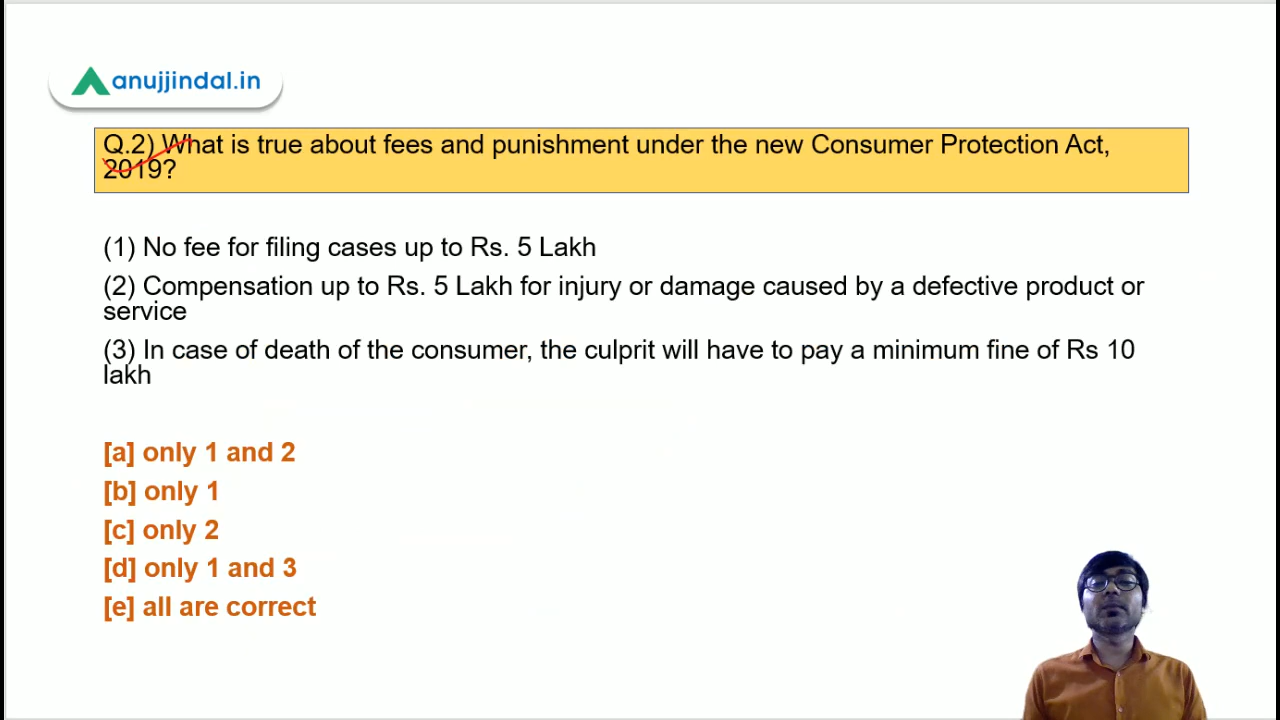 anujjindal.in
Q.2) What is true about fees and punishment under the new Consumer Protection Act,
2019?
(1) No fee for filing cases up to Rs. 5 Lakh
(2) Compensation up to Rs. 5 Lakh for injury or damage caused by a defective product or
service
(3) In case of death of the consumer, the culprit will have to pay a minimum fine of Rs 10
lakh
[a] only 1 and 2
[b] only 1
[c] only 2
[d] only 1 and 3
[e] all are correct